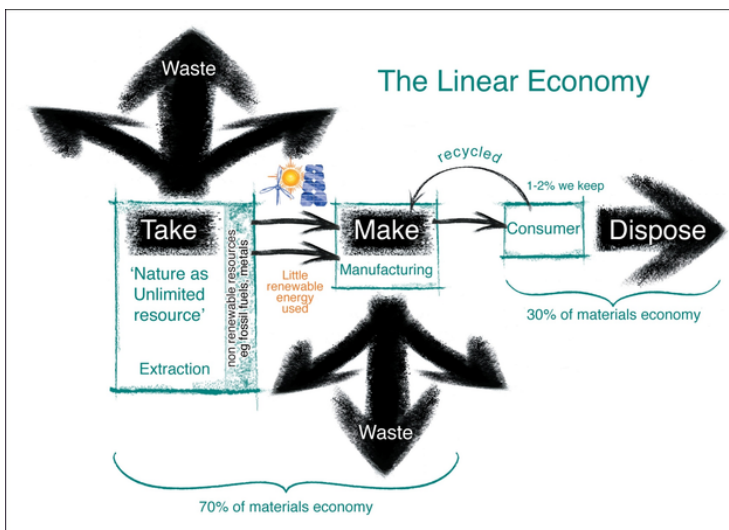 Waste
The Linear Economy
recycled
1-2% we keep
Take
Make
Consumer
Dispose
'Nature as
Unlimited
resource'
Extraction
non renewable resources
eg fossil fuels, metals
Little
renewable
energy
used
Manufacturing
30% of materials economy
Waste
70% of materials economy